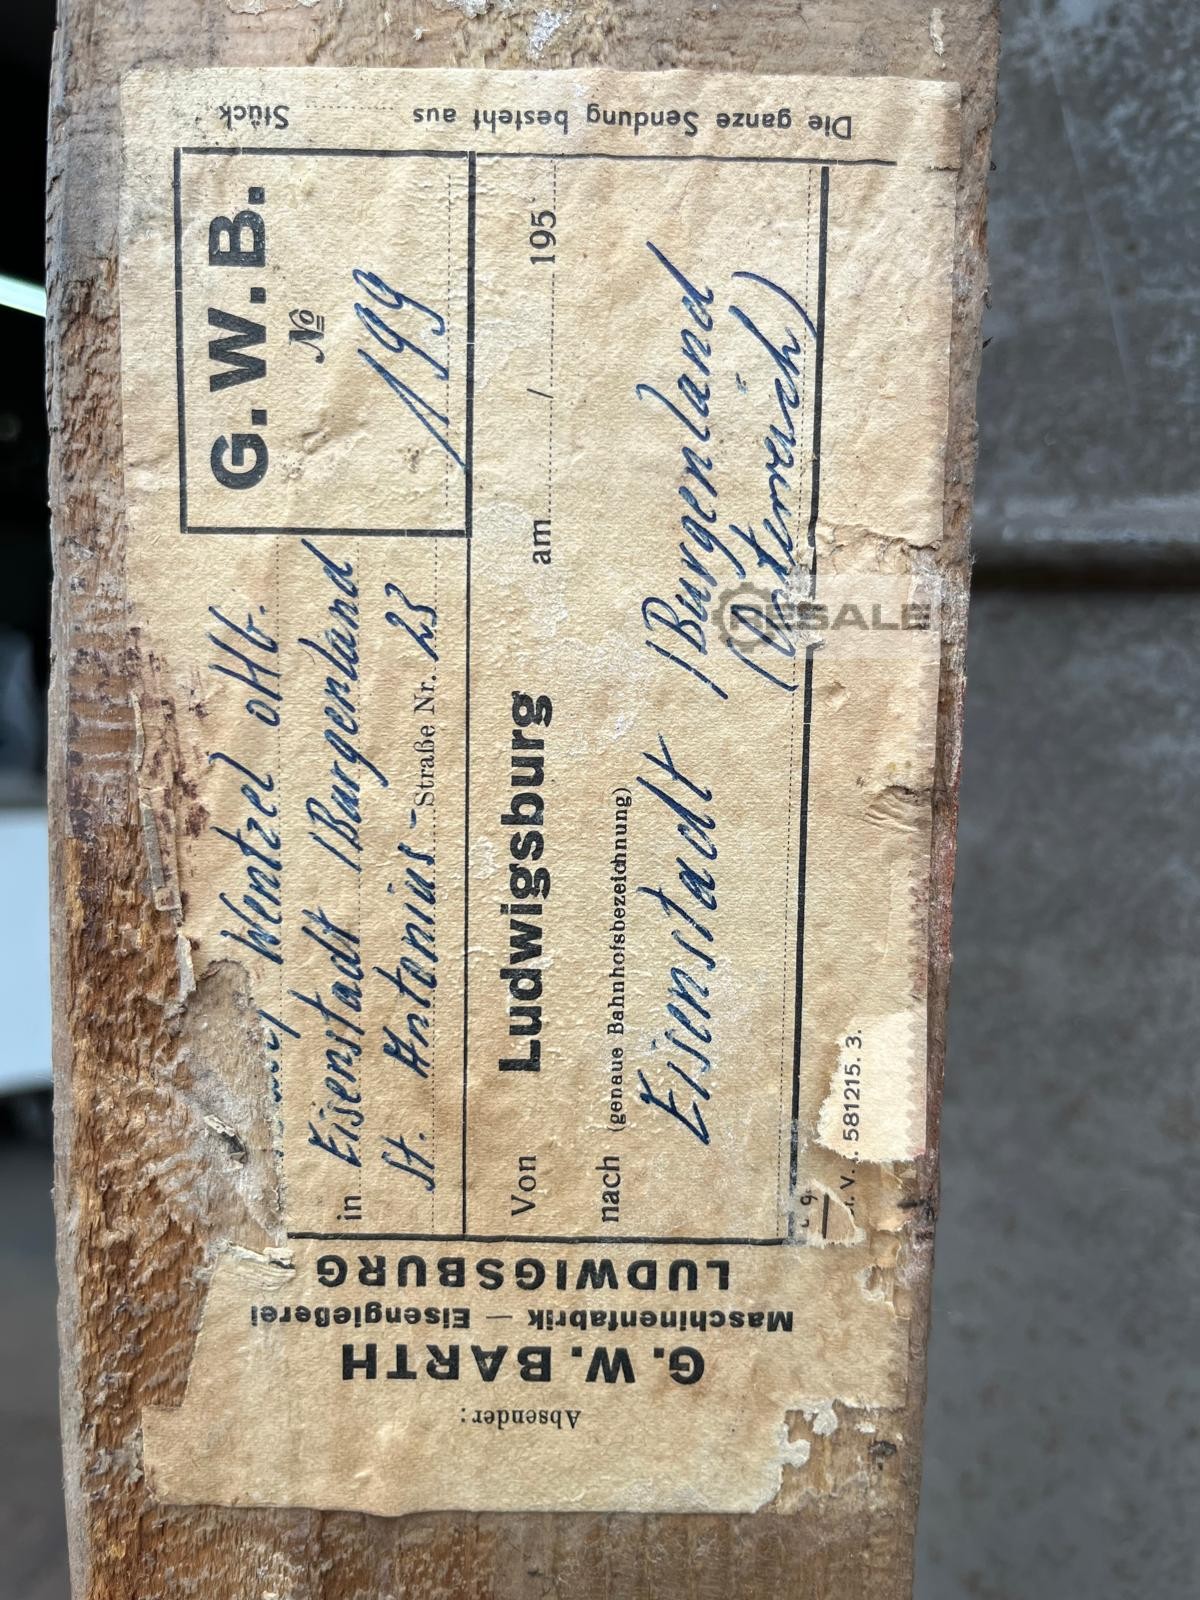 Die ganze Sendung besteht aus ........ Stück
G.W.B.
№
199
Wentzel oHG.
in Eisenstadt /Burgenland
St. Antonius- Straße Nr. 23
Von Ludwigsburg am / 195
nach (genaue Bahnhofsbezeichnung)
Eisenstadt /Burgenland
(Österreich)
581215. 3.
Absender:
G.W. BARTH
Maschinenfabrik — Eisengießerei
LUDWIGSBURG
RESALE